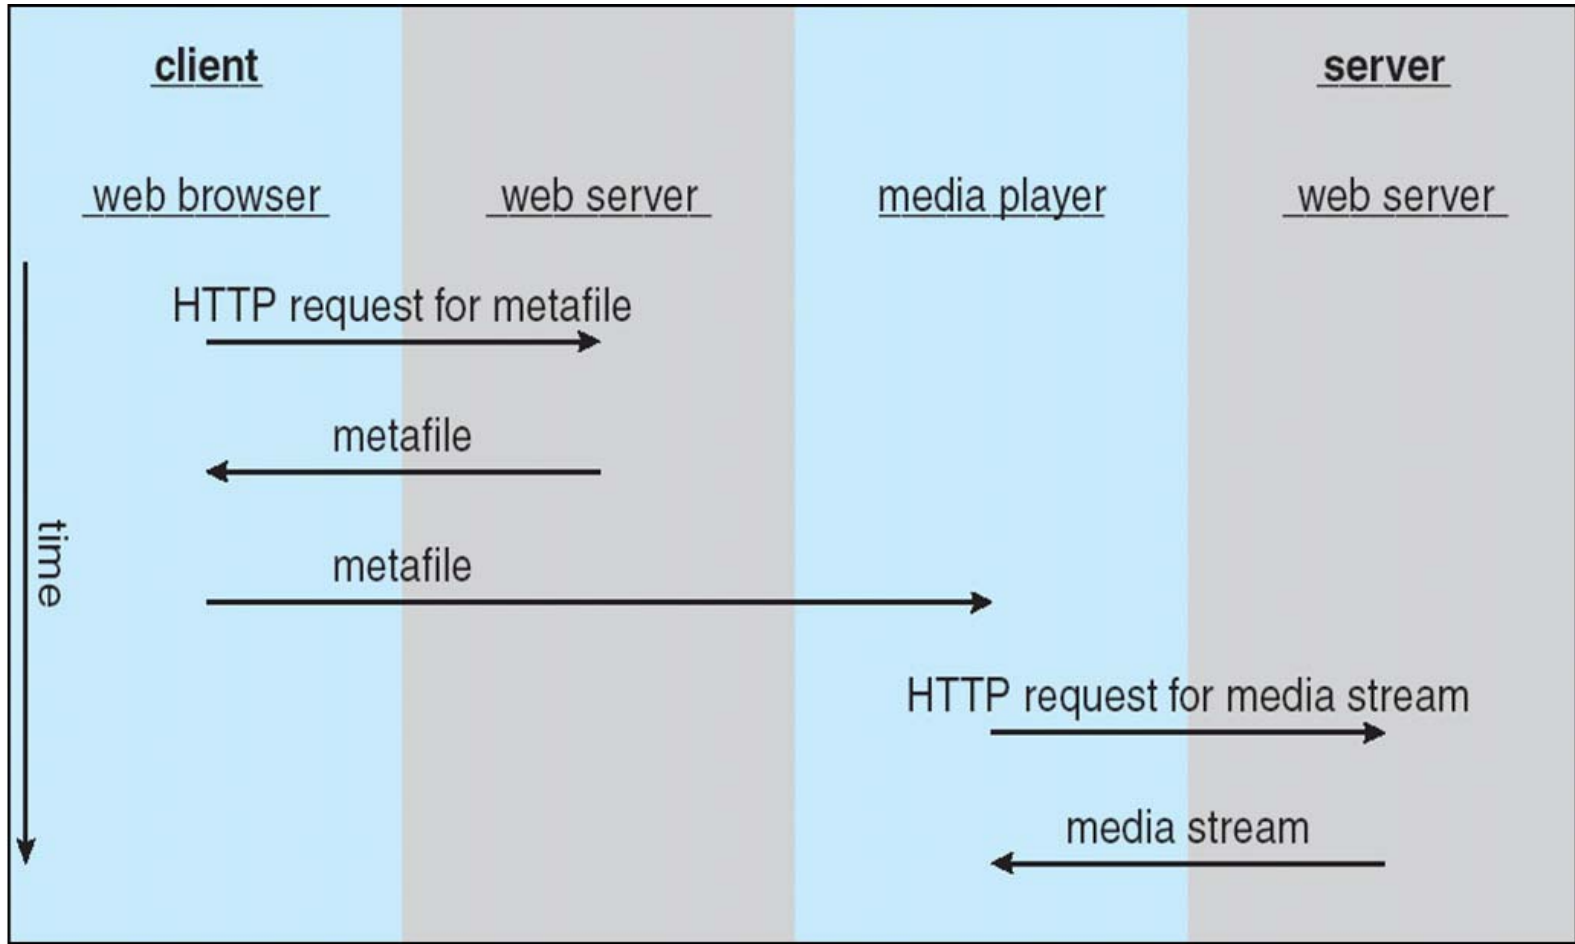 client
server
web browser
web server
media player
web server
HTTP request for metafile
metafile
time
metafile
HTTP request for media stream
media stream